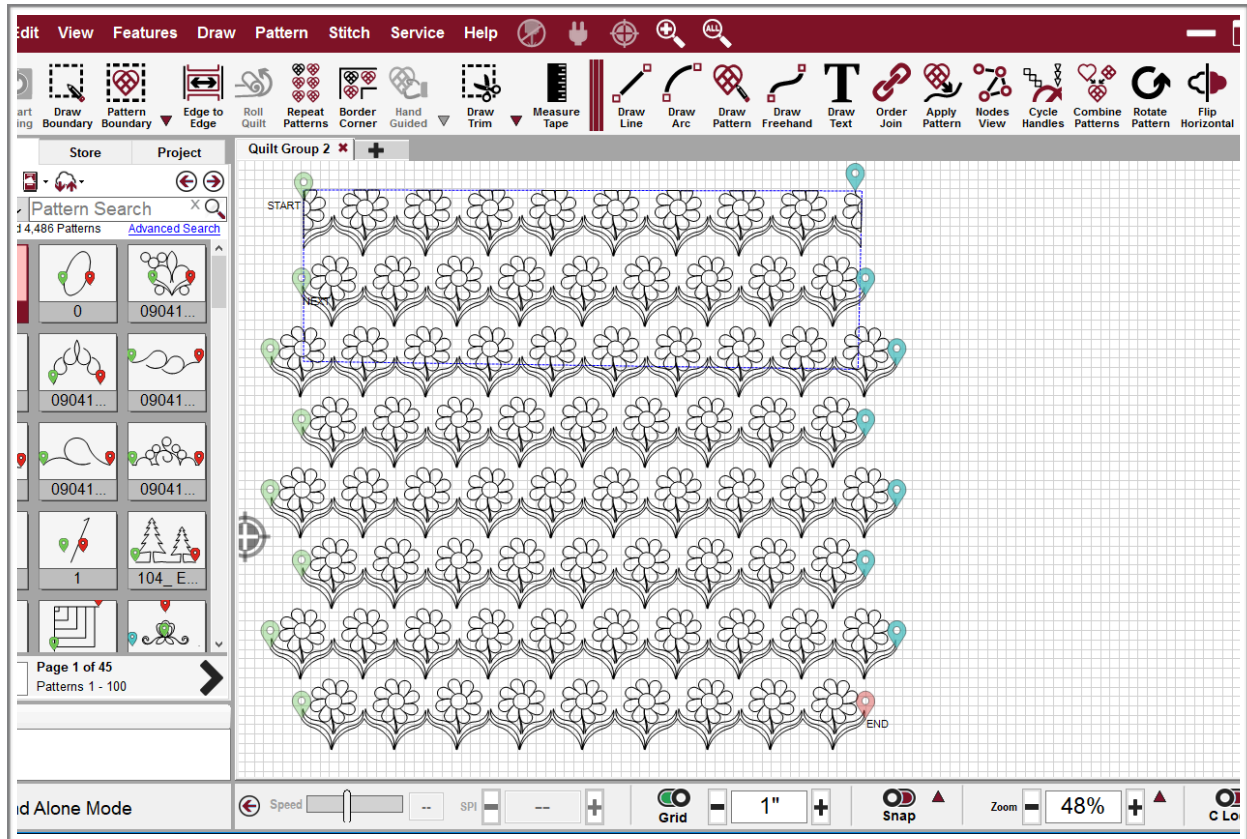 Edit View Features Draw Pattern Stitch Service Help ALL
Draw Boundary
Pattern Boundary
Edge to Edge
Roll Quilt
Repeat Patterns
Border Corner
Hand Guided
Draw Trim
Measure Tape
Draw Line
Draw Arc
Draw Pattern
Draw Freehand
T
Draw Text
Order Join
Apply Pattern
Nodes View
Cycle Handles
Combine Patterns
Rotate Pattern
Flip Horizontal
Store Project
Quilt Group 2
Pattern Search X
d 4,486 Patterns Advanced Search
0 09041...
09041... 09041...
09041... 09041...
1 104_ E...
Page 1 of 45
Patterns 1 - 100
START
NEXT
END
d Alone Mode
Speed -- SPI -- Grid 1" Snap Zoom 48% C Lo